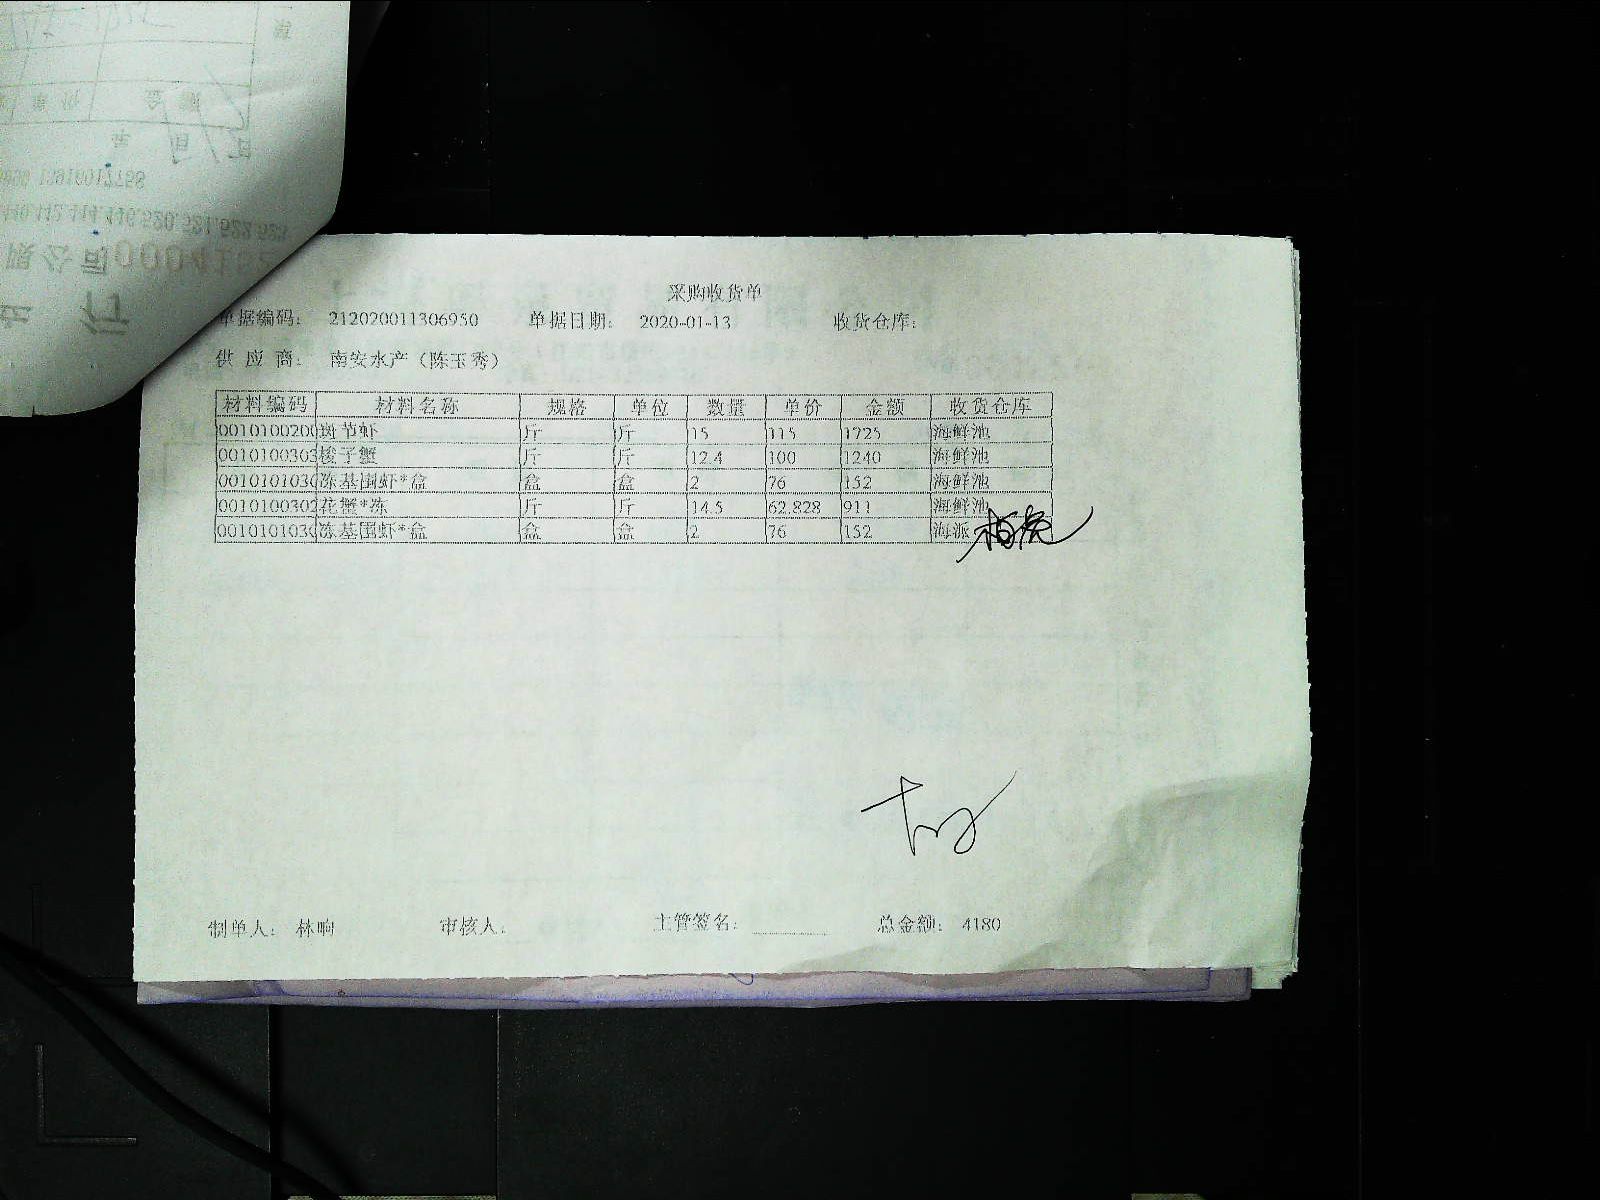 采购收货单
单据编码： 212020011306950 单据日期： 2020-01-13 收货仓库：
供 应 商： 南安水产（陈玉秀）
材料编码 材料名称 规格 单位 数量 单价 金额 收货仓库
0010100200 斑节虾 斤 斤 15 115 1725 海鲜池
0010100303 梭子蟹 斤 斤 12.4 100 1240 海鲜池
0010101030 冻基围虾*盒 盒 盒 2 76 152 海鲜池
0010100302 花蟹*冻 斤 斤 14.5 62.828 911 海鲜池
0010101030 冻基围虾*盒 盒 盒 2 76 152 海派
制单人： 林响 审核人： 主管签名： 总金额： 4180